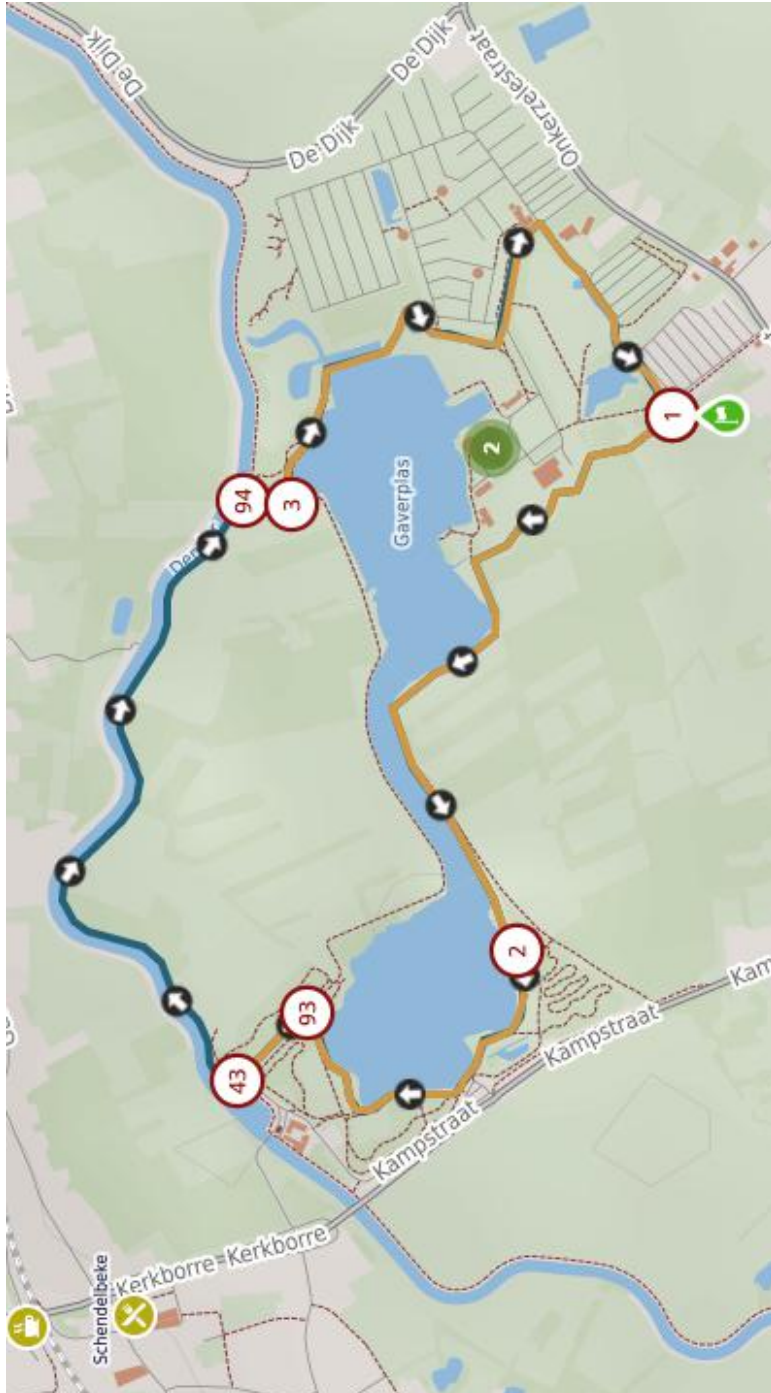 Schendelbeke
Kerkborre
Kerkborre
De Dijk
De Dijk
De Dijk
43
94
3
93
Gaverplas
Kampstraat
Kampstraat
Kam
2
2
Onkerzelestraat
1